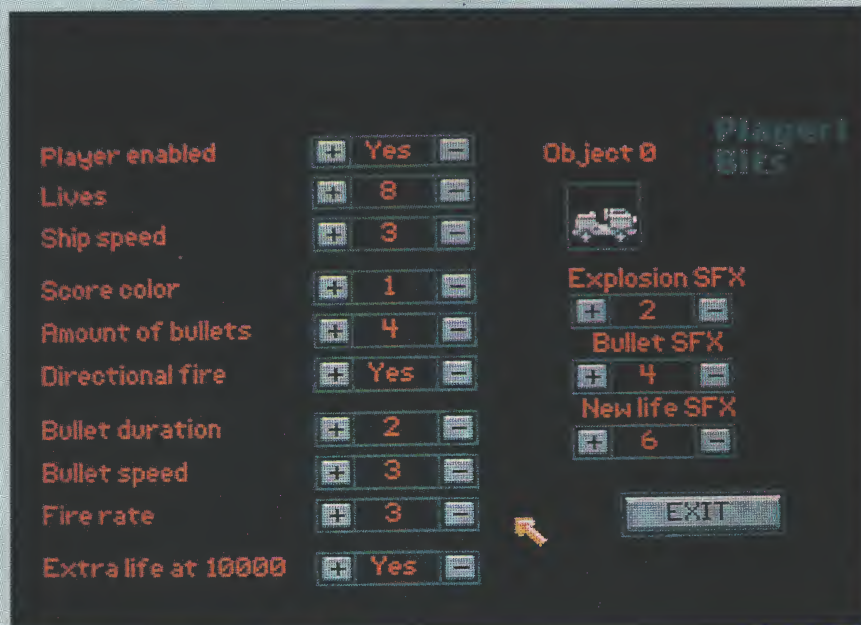 Player1
Bits
Player enabled + Yes -
Lives + 8 -
Ship speed + 3 -
Score color + 1 -
Amount of bullets + 4 -
Directional fire + Yes -
Bullet duration + 2 -
Bullet speed + 3 -
Fire rate + 3 -
Extra life at 10000 + Yes -
Object 0
Explosion SFX
+ 2 -
Bullet SFX
+ 4 -
New life SFX
+ 6 -
EXIT